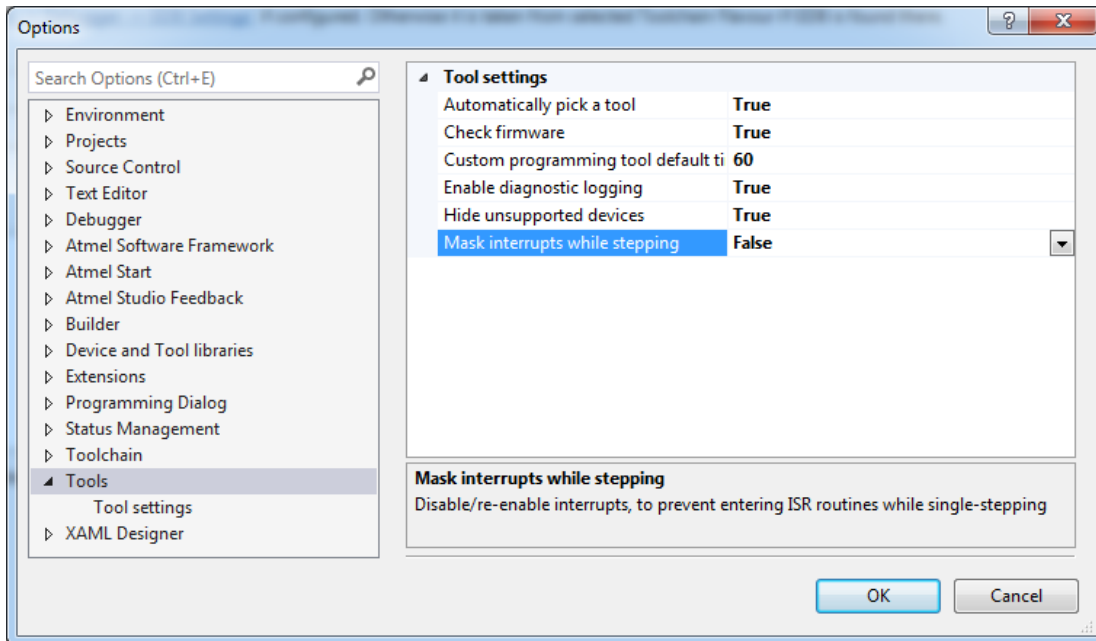 Options
Search Options (Ctrl+E)
Environment
Projects
Source Control
Text Editor
Debugger
Atmel Software Framework
Atmel Start
Atmel Studio Feedback
Builder
Device and Tool libraries
Extensions
Programming Dialog
Status Management
Toolchain
Tools
Tool settings
XAML Designer
Tool settings
Automatically pick a tool True
Check firmware True
Custom programming tool default ti 60
Enable diagnostic logging True
Hide unsupported devices True
Mask interrupts while stepping False
Mask interrupts while stepping
Disable/re-enable interrupts, to prevent entering ISR routines while single-stepping
OK Cancel